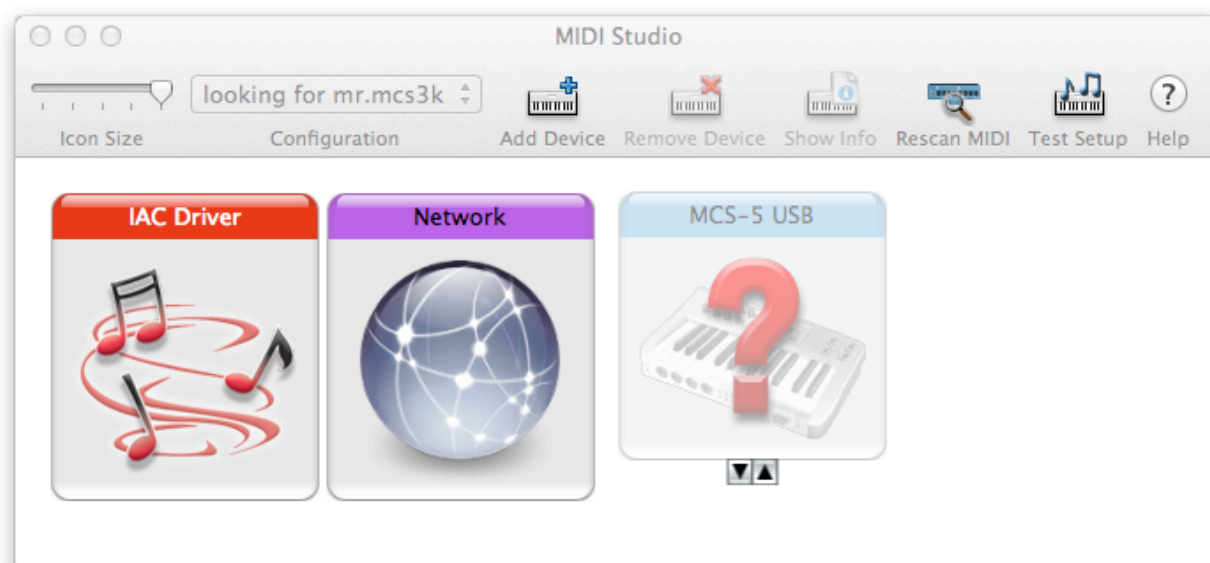 MIDI Studio
looking for mr.mcs3k
Icon Size
Configuration
Add Device
Remove Device
Show Info
Rescan MIDI
Test Setup
?
Help
IAC Driver
Network
MCS-5 USB
?